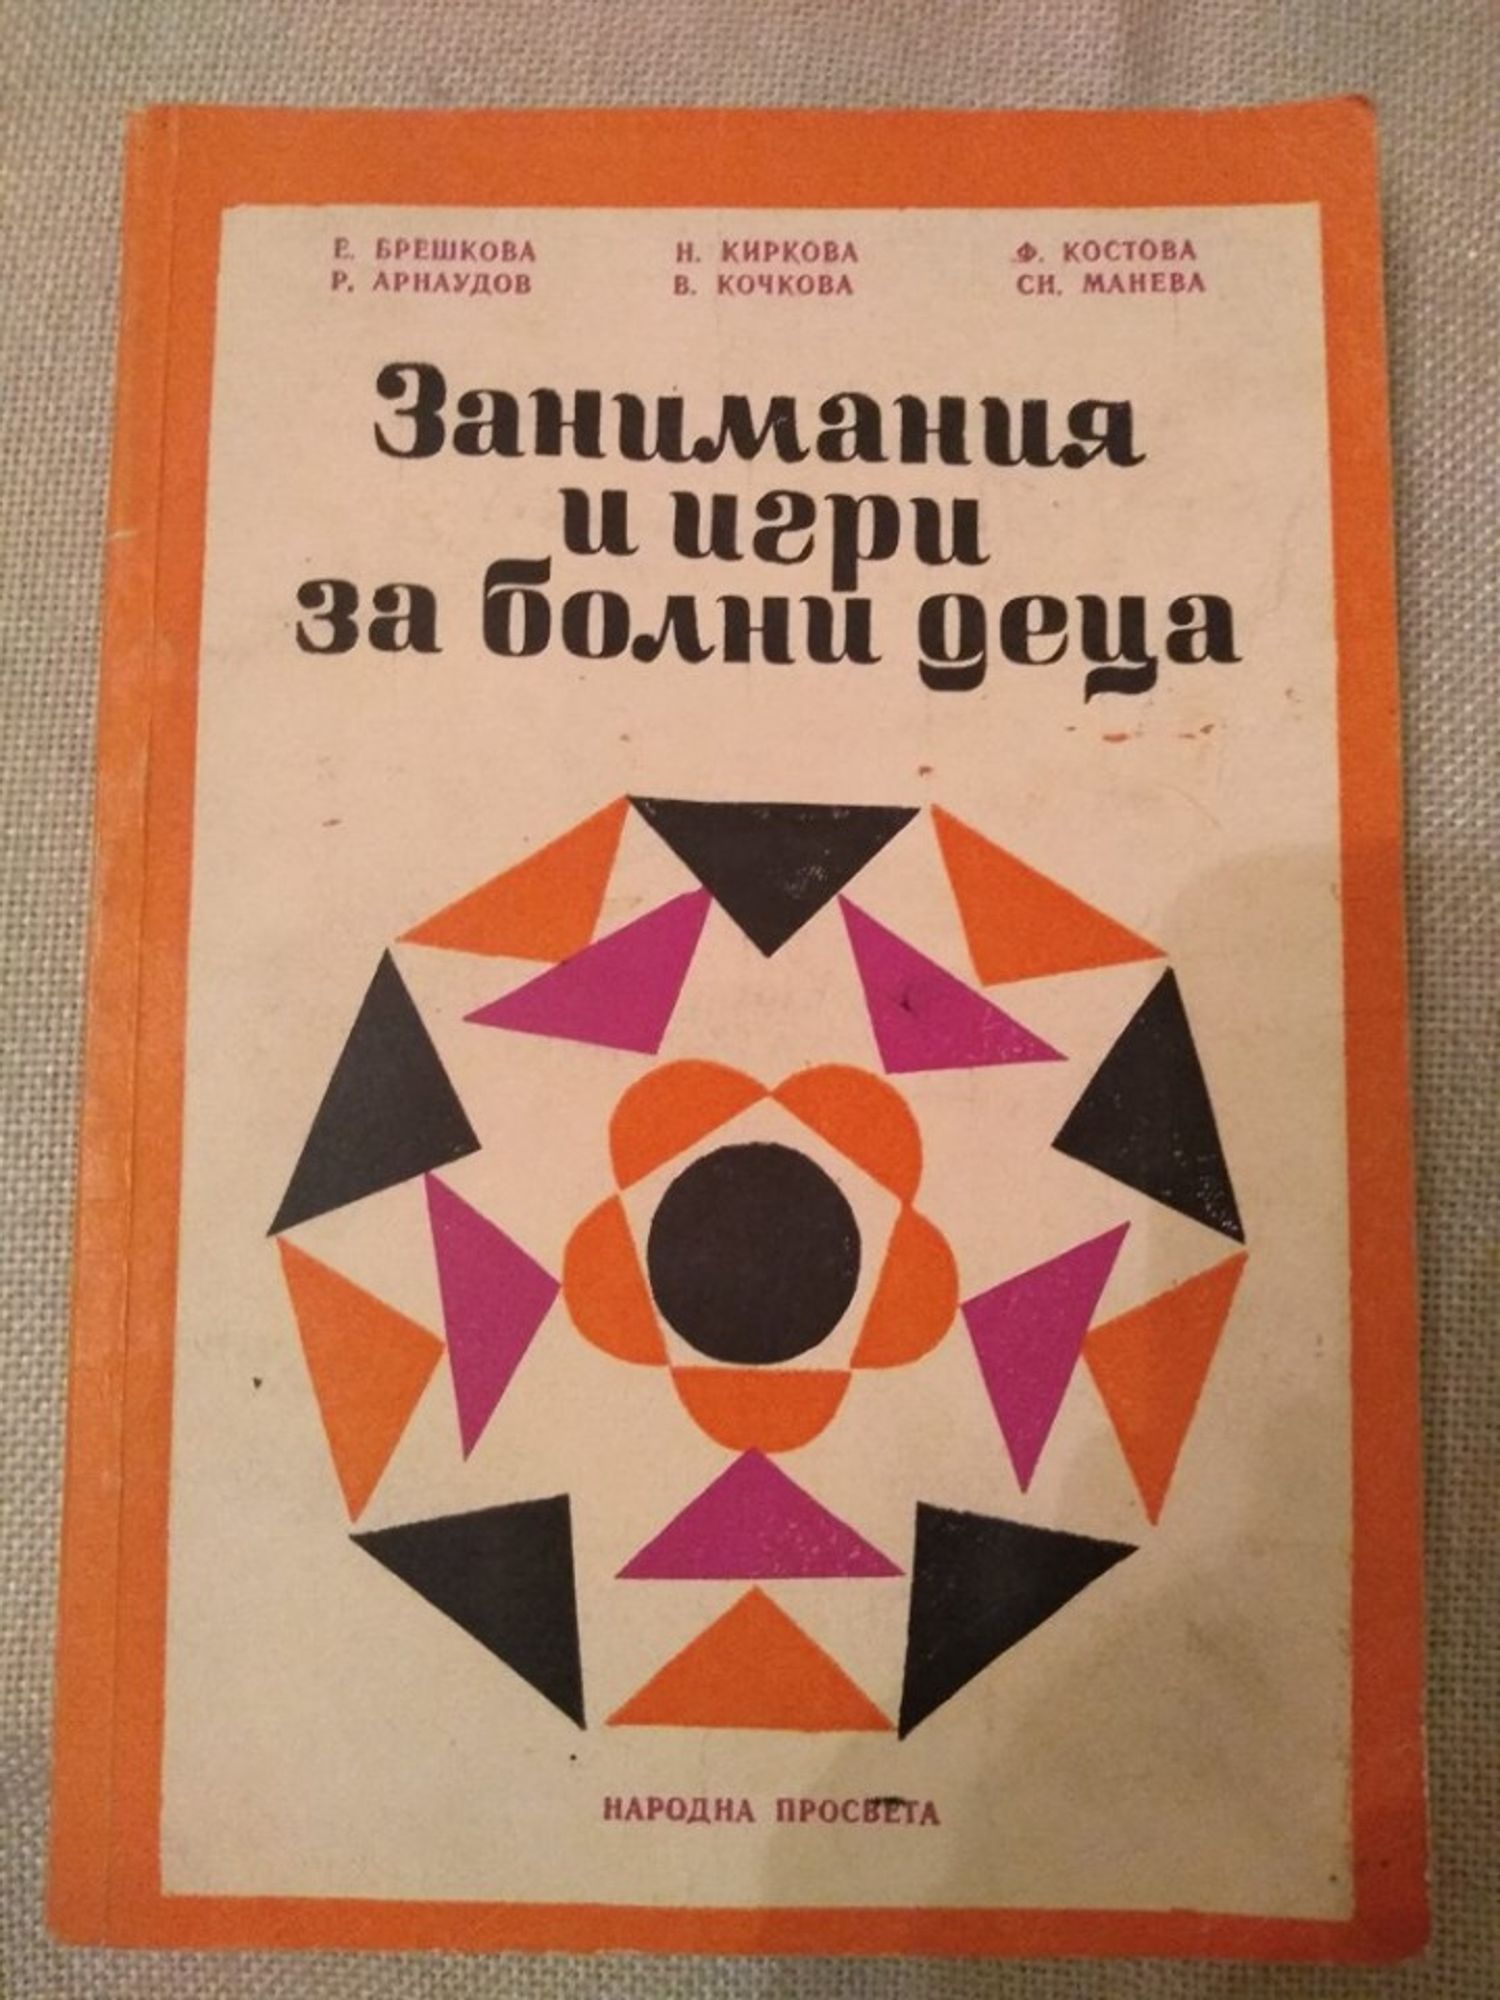 Е. БРЕШКОВА Н. КИРКОВА Ф. КОСТОВА
Р. АРНАУДОВ В. КОЧКОВА СН. МАНЕВА
Занимания
и игри
за болни деца
НАРОДНА ПРОСВЕТА